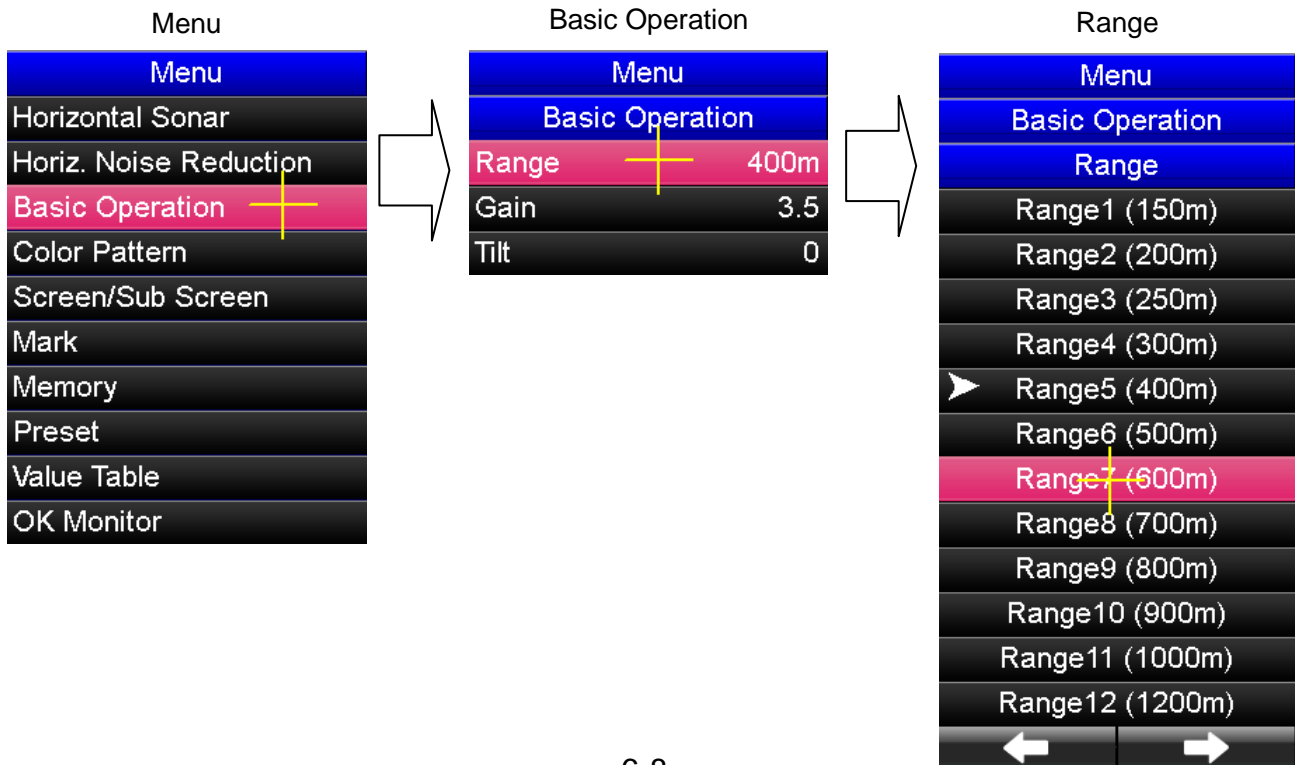 Menu
Menu
Horizontal Sonar
Horiz. Noise Reduction
Basic Operation
Color Pattern
Screen/Sub Screen
Mark
Memory
Preset
Value Table
OK Monitor
Basic Operation
Menu
Basic Operation
Range 400m
Gain 3.5
Tilt 0
Range
Menu
Basic Operation
Range
Range1 (150m)
Range2 (200m)
Range3 (250m)
Range4 (300m)
Range5 (400m)
Range6 (500m)
Range7 (600m)
Range8 (700m)
Range9 (800m)
Range10 (900m)
Range11 (1000m)
Range12 (1200m)